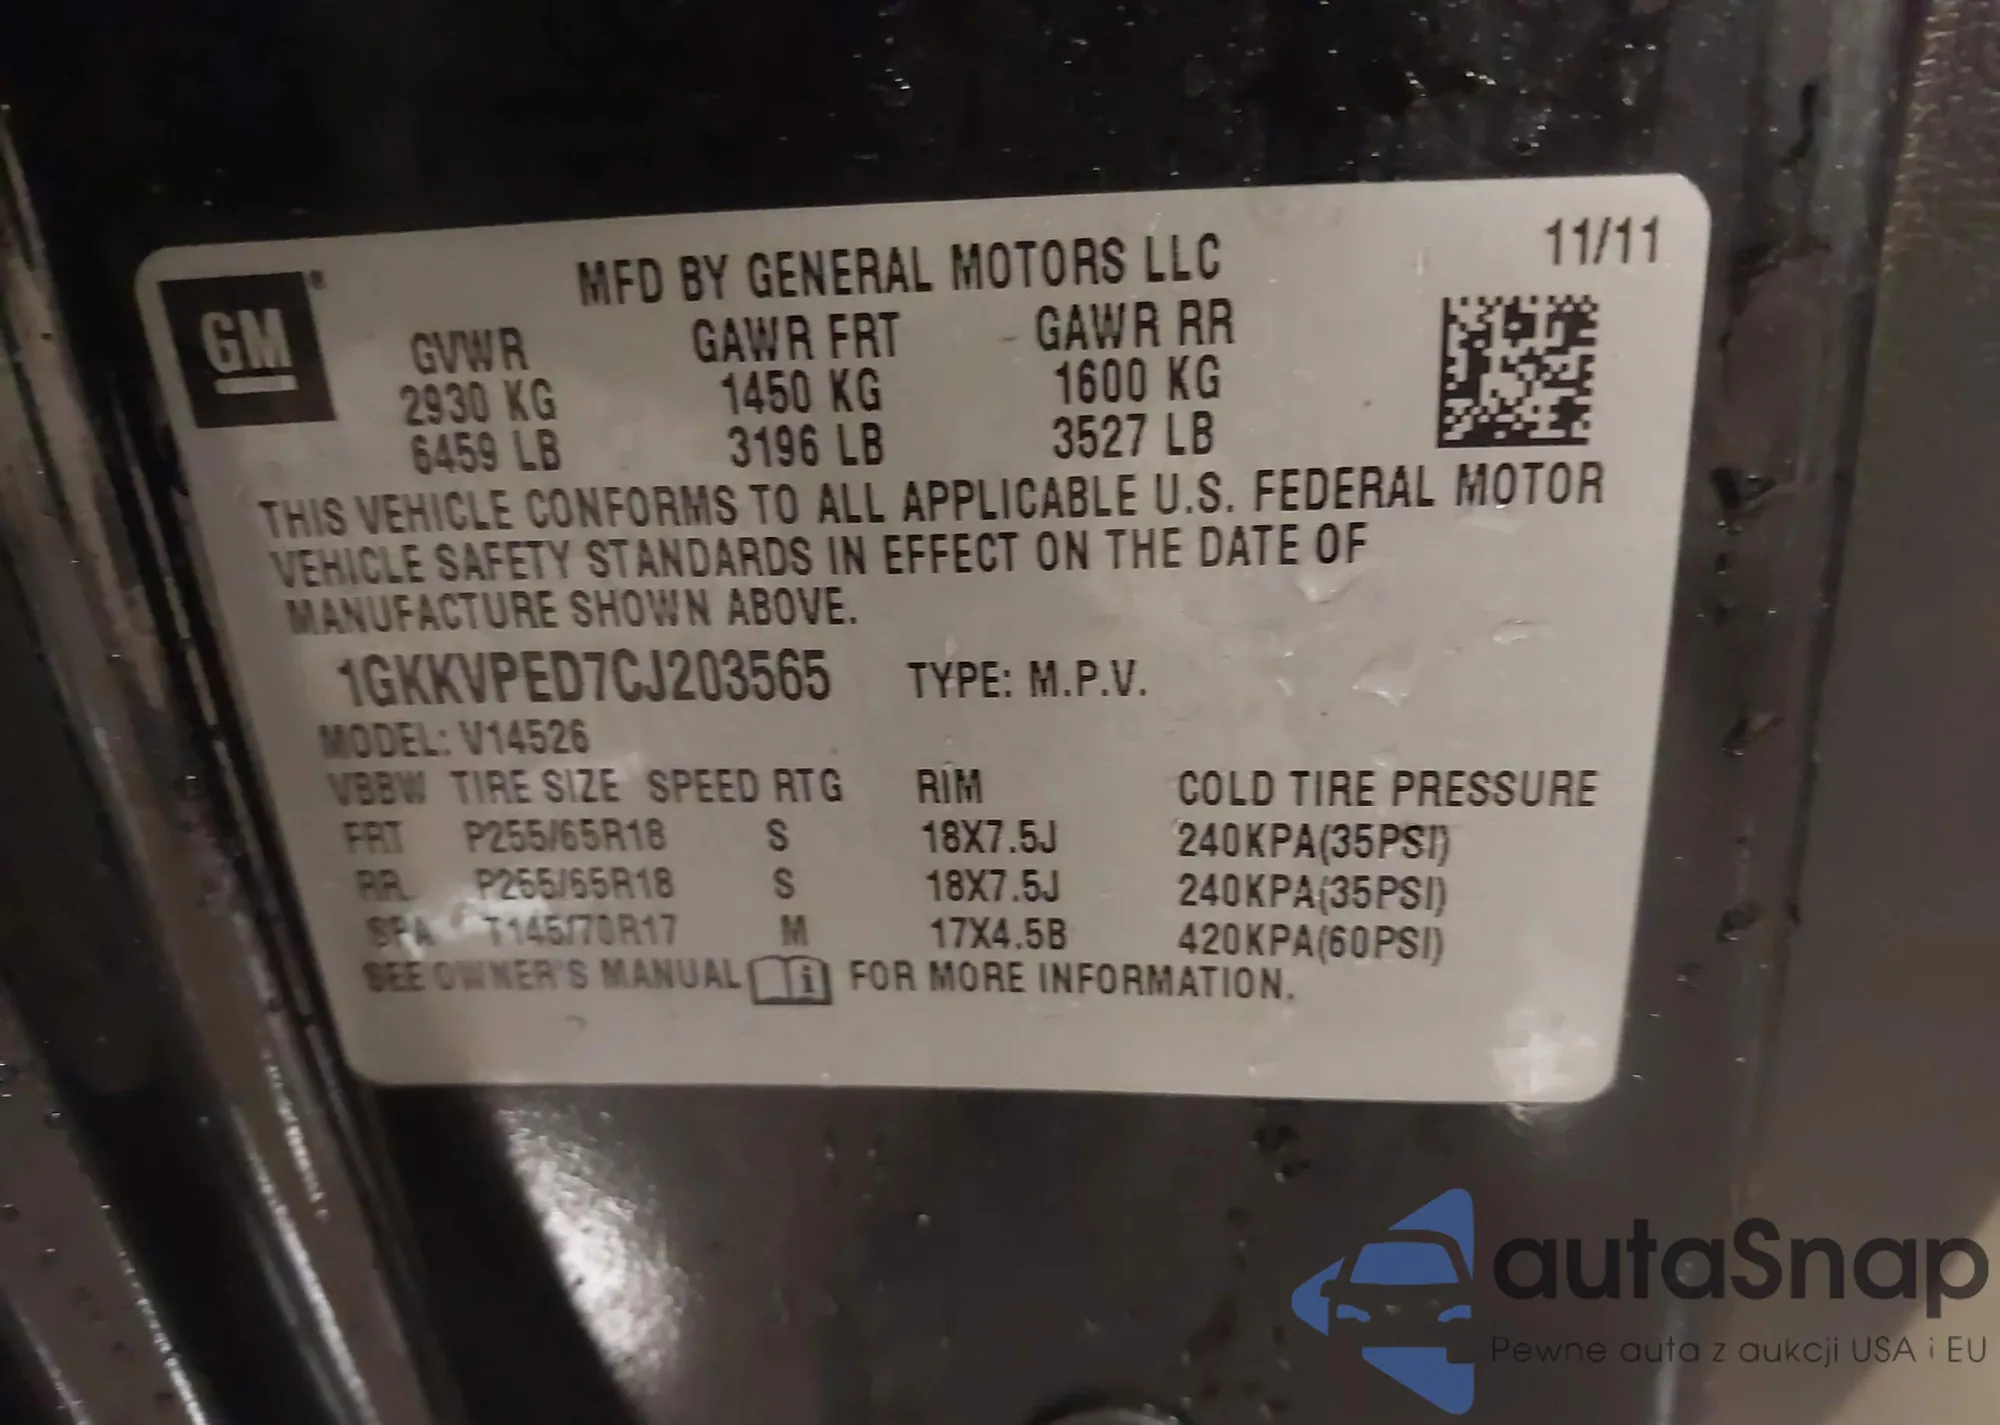 MFD BY GENERAL MOTORS LLC 11/11
GM ®
GVWR GAWR FRT GAWR RR
2930 KG 1450 KG 1600 KG
6459 LB 3196 LB 3527 LB
THIS VEHICLE CONFORMS TO ALL APPLICABLE U.S. FEDERAL MOTOR
VEHICLE SAFETY STANDARDS IN EFFECT ON THE DATE OF
MANUFACTURE SHOWN ABOVE.
1GKKVPED7CJ203565 TYPE: M.P.V.
MODEL: V14526
VBBW TIRE SIZE SPEED RTG RIM COLD TIRE PRESSURE
FRT P255/65R18 S 18X7.5J 240KPA(35PSI)
RR P255/65R18 S 18X7.5J 240KPA(35PSI)
SPA T145/70R17 M 17X4.5B 420KPA(60PSI)
SEE OWNER'S MANUAL i FOR MORE INFORMATION.
autaSnap
Pewne auta z aukcji USA i EU